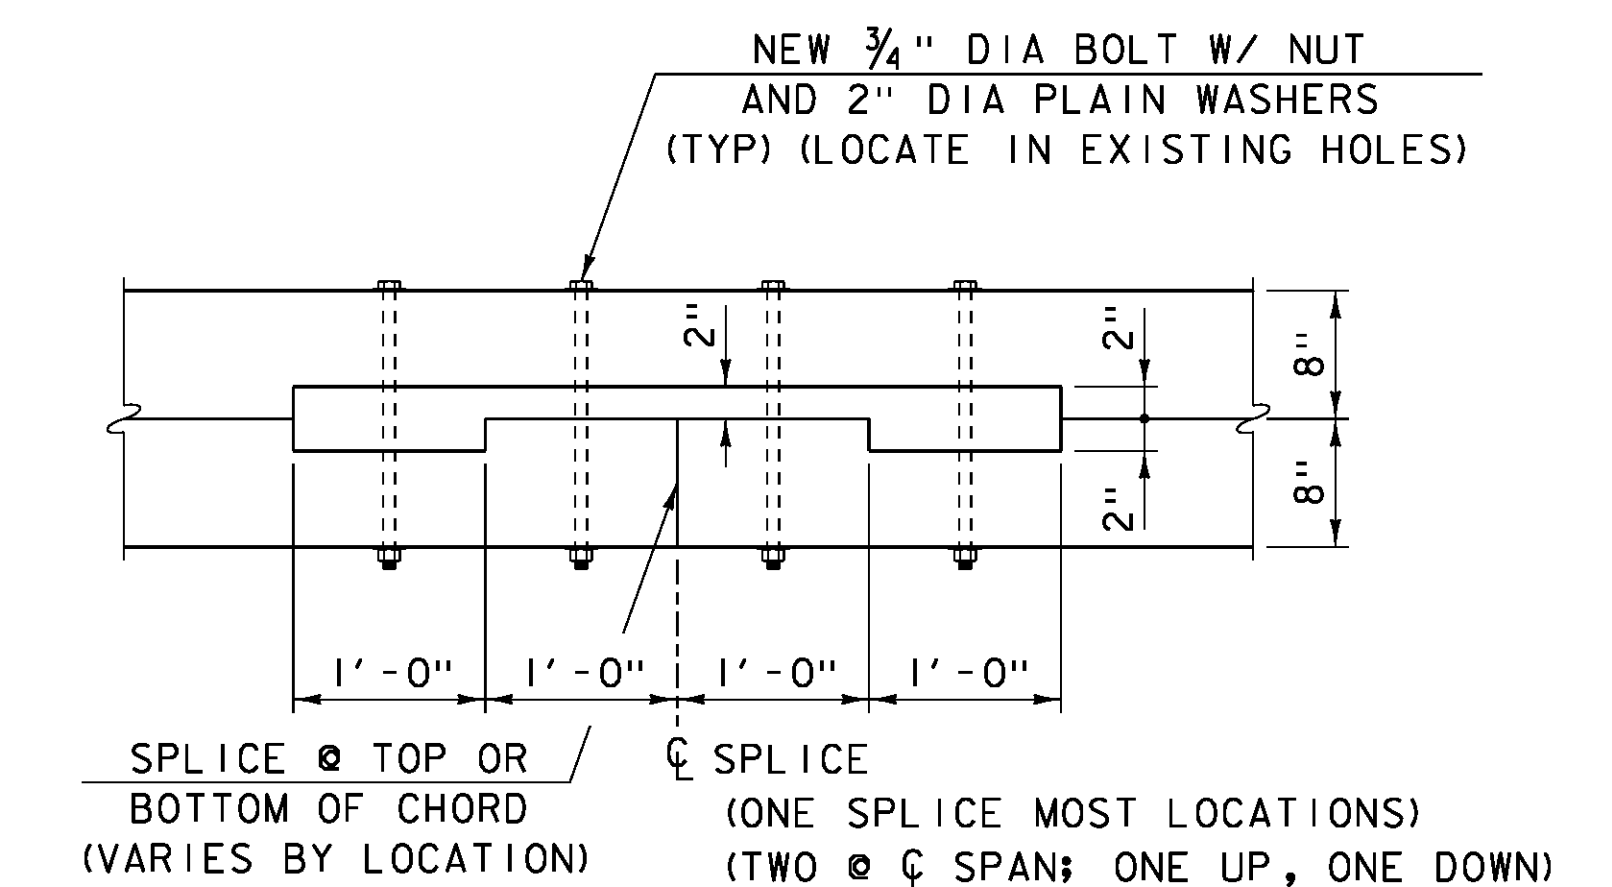 NEW 3/4" DIA BOLT W/ NUT
AND 2" DIA PLAIN WASHERS
(TYP) (LOCATE IN EXISTING HOLES)
2"
2"
8"
2"
8"
1'-0"
1'-0"
1'-0"
1'-0"
SPLICE @ TOP OR
BOTTOM OF CHORD
(VARIES BY LOCATION)
℄ SPLICE
(ONE SPLICE MOST LOCATIONS)
(TWO @ ℄ SPAN; ONE UP, ONE DOWN)